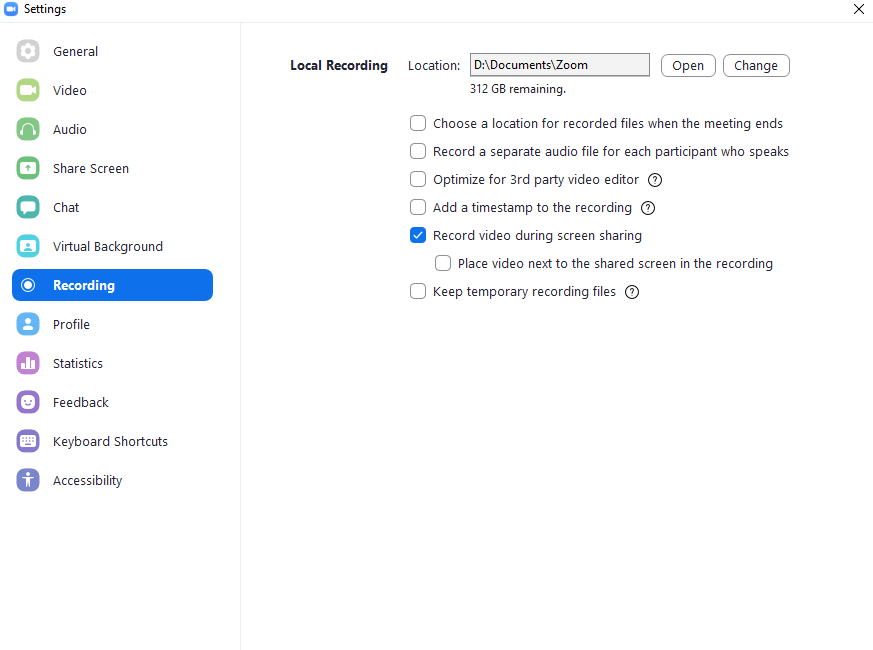 Settings
General
Video
Audio
Share Screen
Chat
Virtual Background
Recording
Profile
Statistics
Feedback
Keyboard Shortcuts
Accessibility
Local Recording Location: D:\Documents\Zoom Open Change
312 GB remaining.
Choose a location for recorded files when the meeting ends
Record a separate audio file for each participant who speaks
Optimize for 3rd party video editor ?
Add a timestamp to the recording ?
Record video during screen sharing
Place video next to the shared screen in the recording
Keep temporary recording files ?